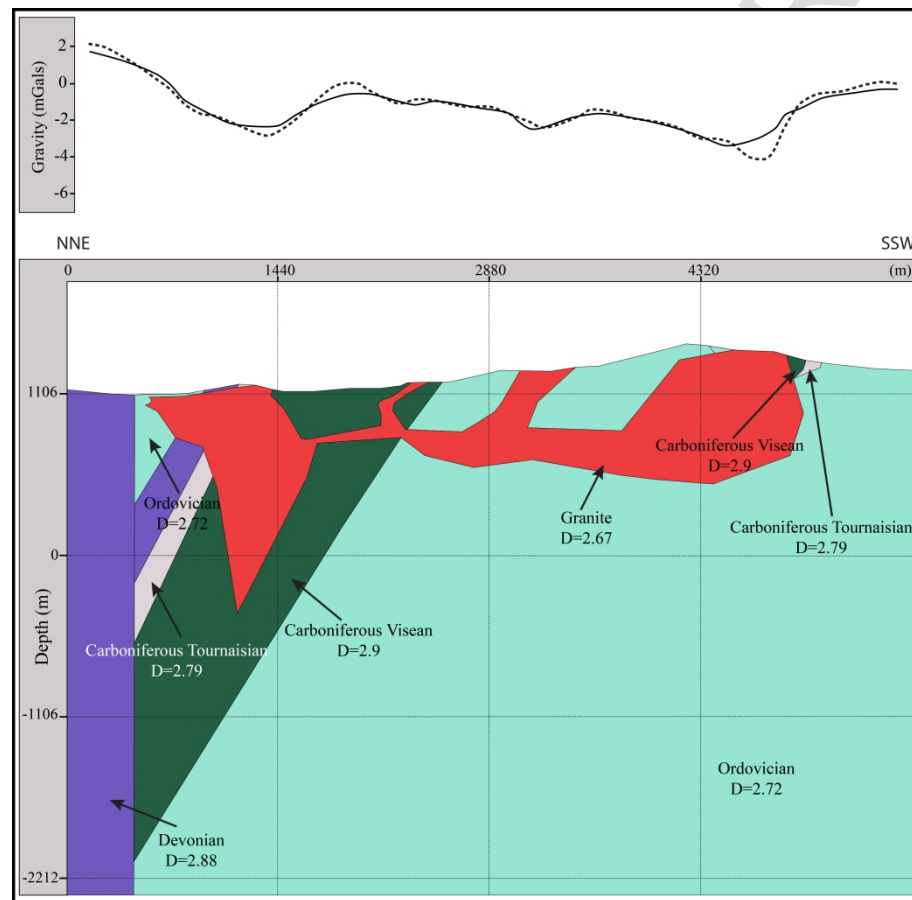 Gravity (mGals)
2
0
-2
-4
-6
NNE
SSW
0
1440
2880
4320
(m)
Depth (m)
1106
0
-1106
-2212
Ordovician
D=2.72
Carboniferous Visean
D=2.9
Granite
D=2.67
Carboniferous Tournaisian
D=2.79
Carboniferous Visean
D=2.9
Carboniferous Tournaisian
D=2.79
Ordovician
D=2.72
Devonian
D=2.88